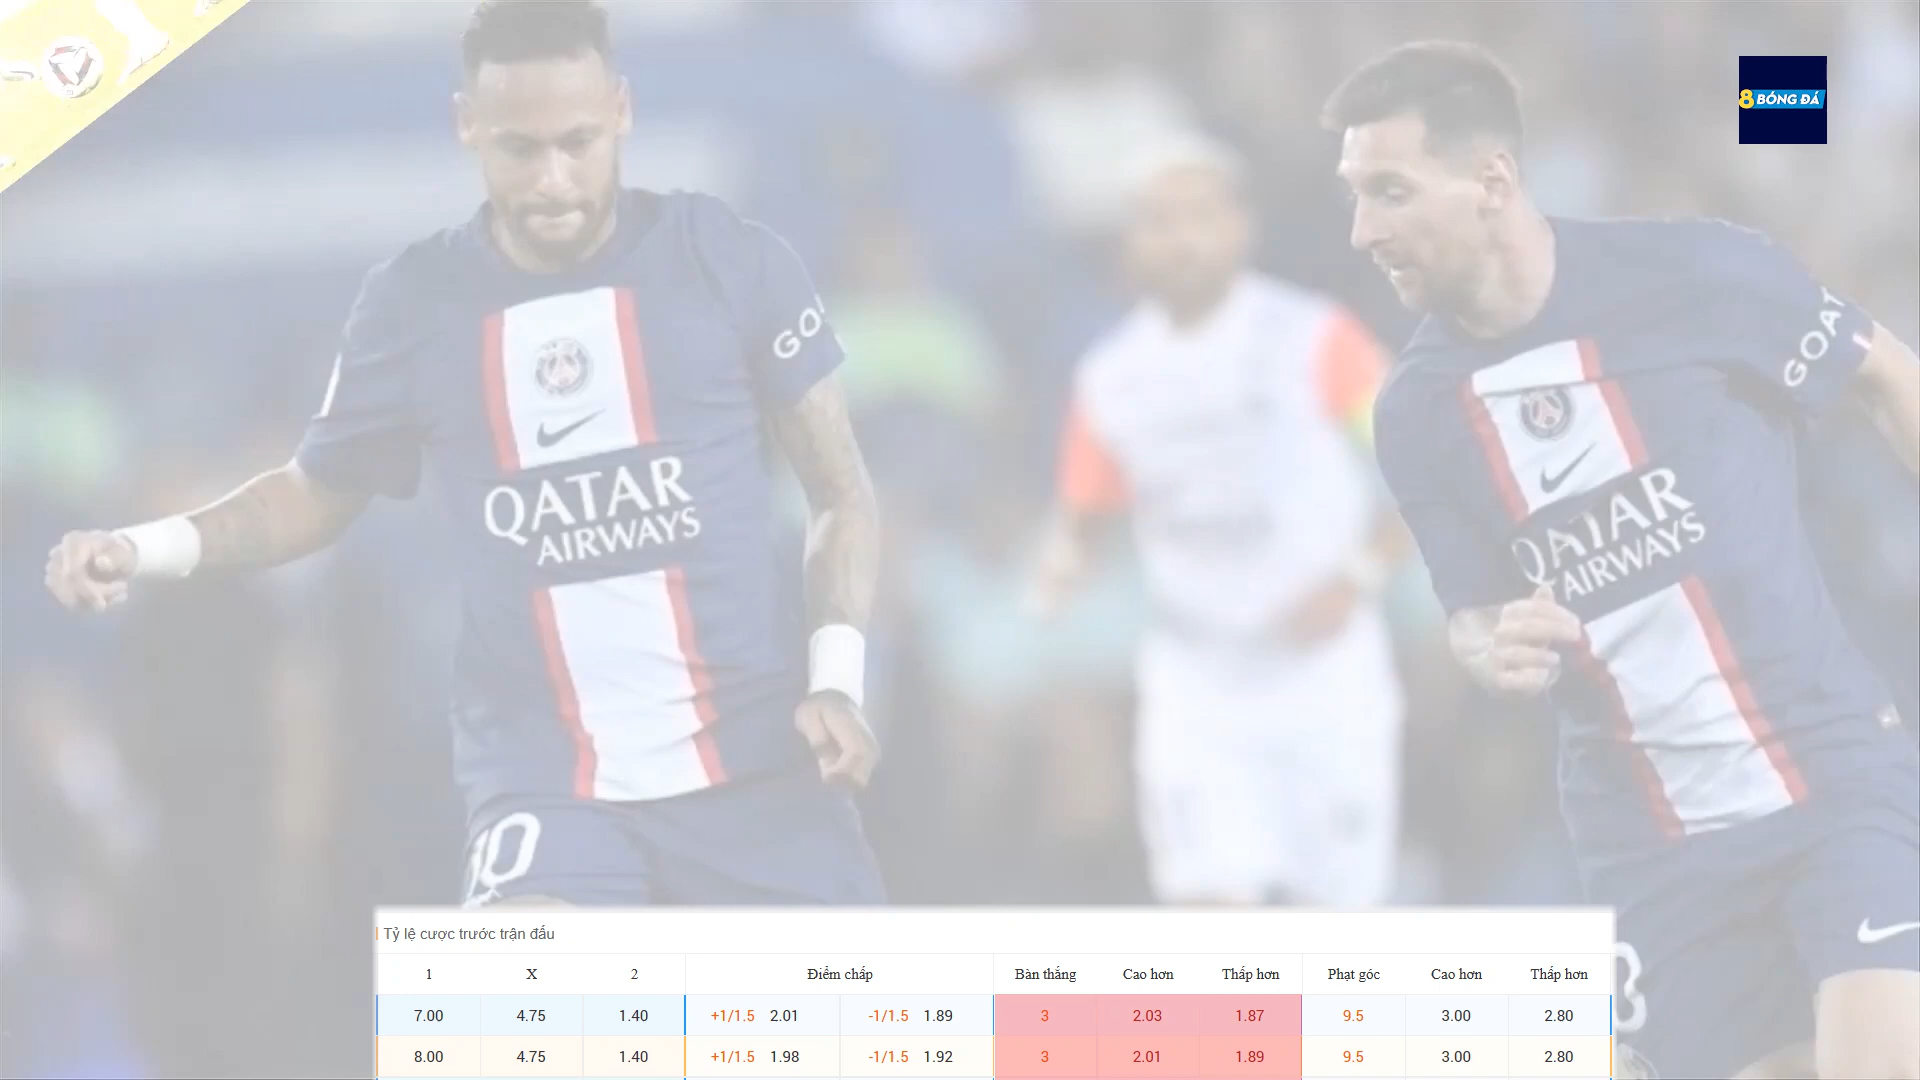 8 BÓNG ĐÁ
GO
GOAT
QATAR
AIRWAYS
QATAR
AIRWAYS
10
Tỷ lệ cược trước trận đấu
1 X 2 Điểm chấp Bàn thắng Cao hơn Thấp hơn Phạt góc Cao hơn Thấp hơn
7.00 4.75 1.40 +1/1.5 2.01 -1/1.5 1.89 3 2.03 1.87 9.5 3.00 2.80
8.00 4.75 1.40 +1/1.5 1.98 -1/1.5 1.92 3 2.01 1.89 9.5 3.00 2.80